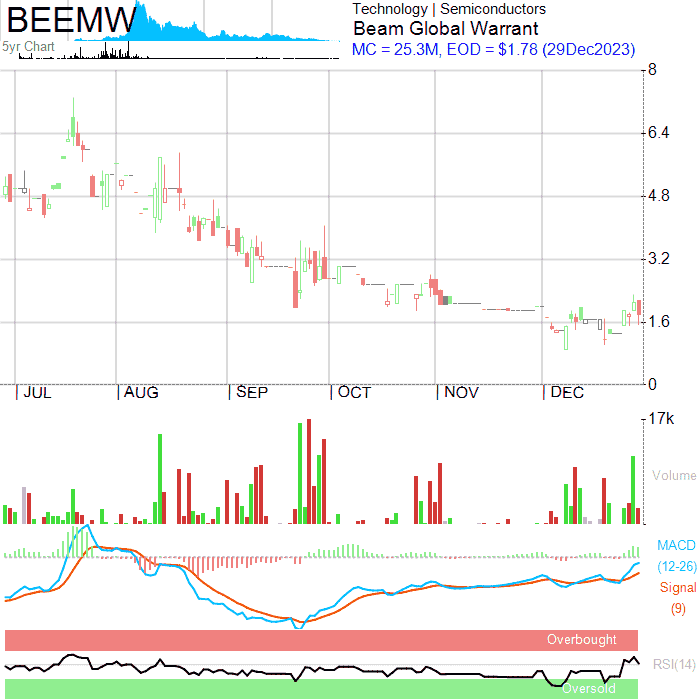 BEEMW
5yr Chart
Technology | Semiconductors
Beam Global Warrant
MC = 25.3M, EOD = $1.78 (29Dec2023)
8
6.4
4.8
3.2
1.6
0
JUL AUG SEP OCT NOV DEC
17k
Volume
MACD
(12-26)
Signal
(9)
Overbought
RSI(14)
Oversold